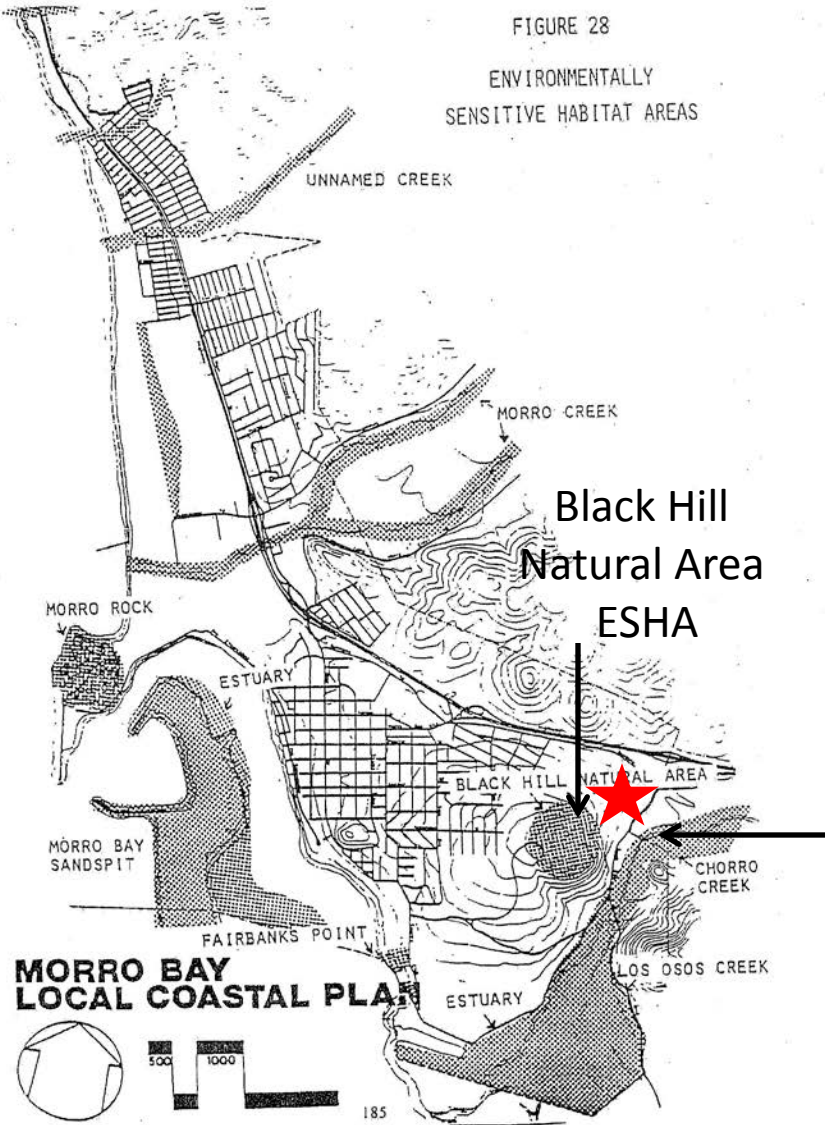 FIGURE 28
ENVIRONMENTALLY
SENSITIVE HABITAT AREAS
UNNAMED CREEK
MORRO CREEK
Black Hill
Natural Area
ESHA
MORRO ROCK
ESTUARY
BLACK HILL NATURAL AREA
MORRO BAY
SANDSPIT
CHORRO
CREEK
FAIRBANKS POINT
LOS OSOS CREEK
MORRO BAY
LOCAL COASTAL PLAN
ESTUARY
500
1000
185